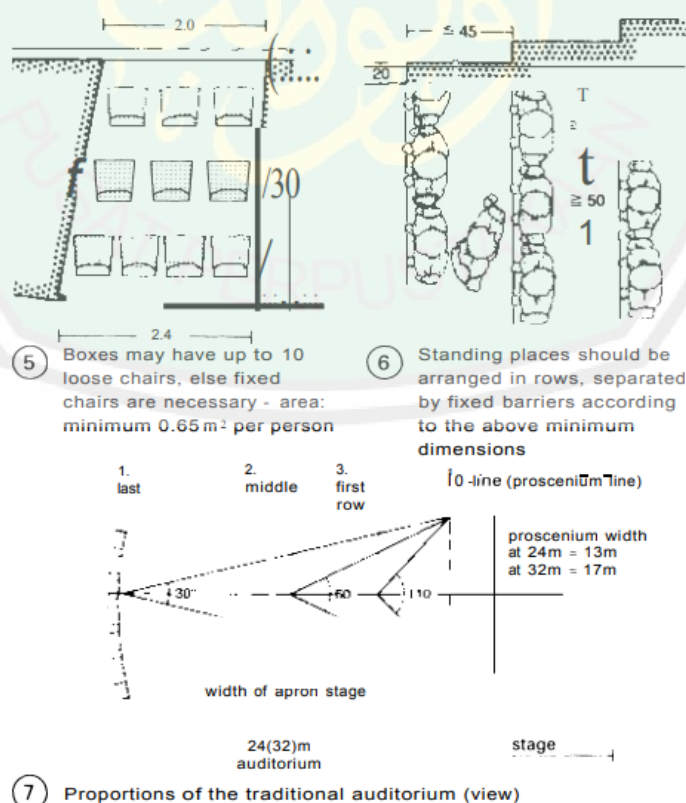 2.0
/30
/
2.4
5 Boxes may have up to 10
loose chairs, else fixed
chairs are necessary - area:
minimum 0.65 m² per person
≤ 45
20
T
t
≧ 50
1
6 Standing places should be
arranged in rows, separated
by fixed barriers according
to the above minimum
dimensions
1.
last
2.
middle
3.
first
row
0 -line (proscenium line)
proscenium width
at 24m = 13m
at 32m = 17m
30°
110
width of apron stage
24(32)m
auditorium
stage
7 Proportions of the traditional auditorium (view)